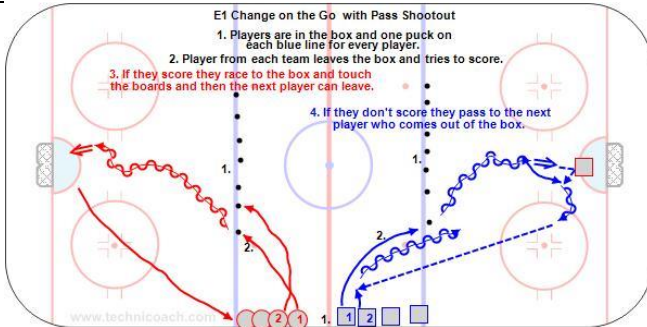 E1 Change on the Go with Pass Shootout
1. Players are in the box and one puck on
each blue line for every player.
2. Player from each team leaves the box and tries to score.
3. If they score they race to the box and touch
the boards and then the next player can leave.
4. If they don't score they pass to the next
player who comes out of the box.
1.
1.
2.
2.
www.technicoach.com
2
1
1.
1
2